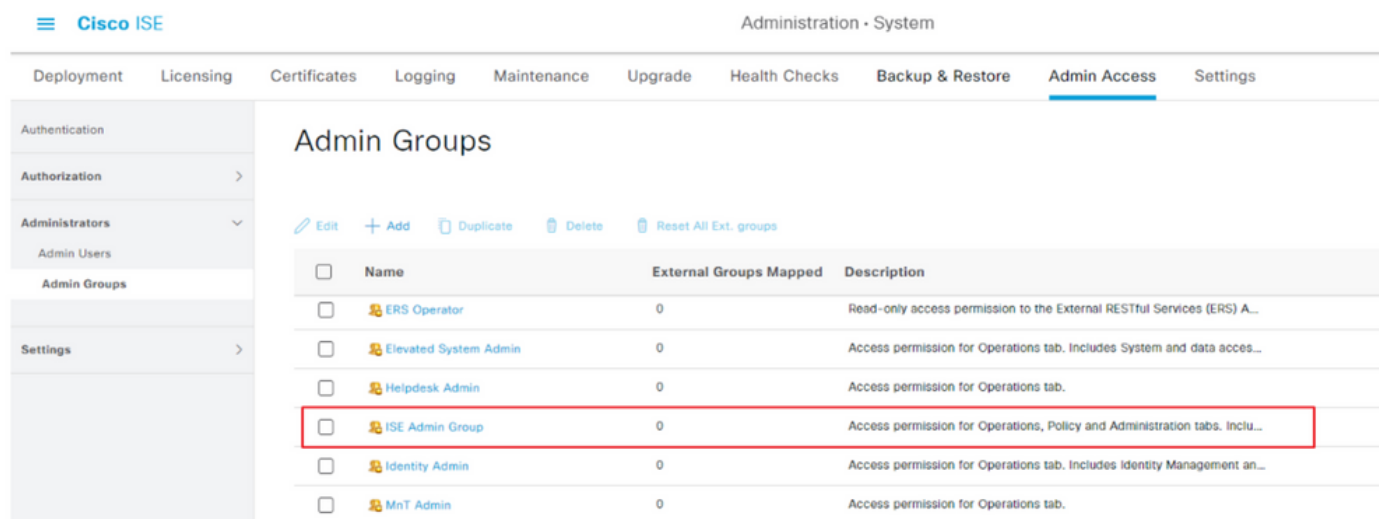 Cisco ISE
Administration · System
Deployment Licensing Certificates Logging Maintenance Upgrade Health Checks Backup & Restore Admin Access Settings
Authentication
Authorization
Administrators
Admin Users
Admin Groups
Settings
Admin Groups
Edit Add Duplicate Delete Reset All Ext. groups
Name External Groups Mapped Description
ERS Operator 0 Read-only access permission to the External RESTful Services (ERS) A...
Elevated System Admin 0 Access permission for Operations tab. Includes System and data acces...
Helpdesk Admin 0 Access permission for Operations tab.
ISE Admin Group 0 Access permission for Operations, Policy and Administration tabs. Inclu...
Identity Admin 0 Access permission for Operations tab. Includes Identity Management an...
MnT Admin 0 Access permission for Operations tab.